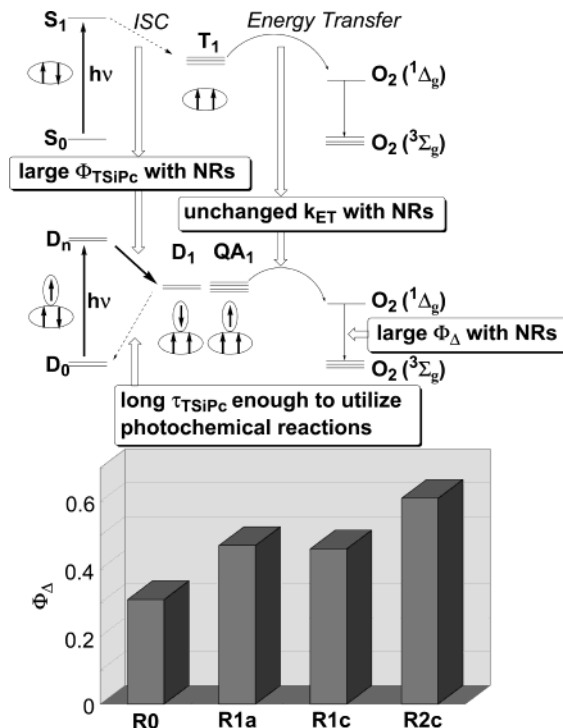 S₁ ISC T₁ Energy Transfer
O₂ (¹Δg)
hν
S₀ O₂ (³Σg)
large ΦTSiPc with NRs
unchanged kET with NRs
Dn D₁ QA₁
hν O₂ (¹Δg)
large ΦΔ with NRs
D₀ O₂ (³Σg)
long τTSiPc enough to utilize
photochemical reactions
0.6
0.4
ΦΔ
0.2
0
R0 R1a R1c R2c